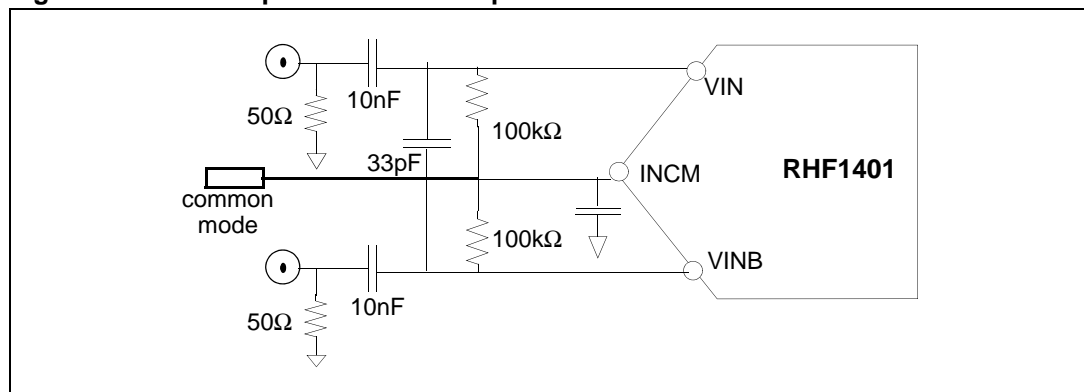 VIN
10nF
50Ω
100kΩ
33pF
INCM
RHF1401
common
mode
100kΩ
VINB
10nF
50Ω